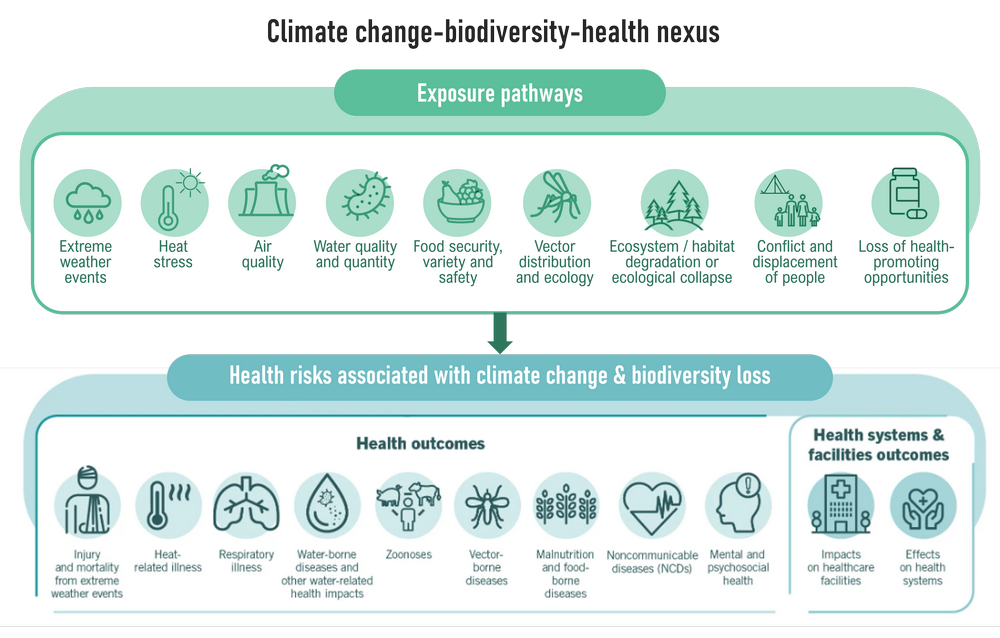 Climate change-biodiversity-health nexus
Exposure pathways
Extreme
weather
events
Heat
stress
Air
quality
Water quality
and quantity
Food security,
variety and
safety
Vector
distribution
and ecology
Ecosystem / habitat
degradation or
ecological collapse
Conflict and
displacement
of people
Loss of health-
promoting
opportunities
Health risks associated with climate change & biodiversity loss
Health outcomes
Injury
and mortality
from extreme
weather events
Heat-
related illness
Respiratory
illness
Water-borne
diseases and
other water-related
health impacts
Zoonoses
Vector-
borne
diseases
Malnutrition
and food-
borne
diseases
Noncommunicable
diseases (NCDs)
Mental and
psychosocial
health
Health systems &
facilities outcomes
Impacts
on healthcare
facilities
Effects
on health
systems